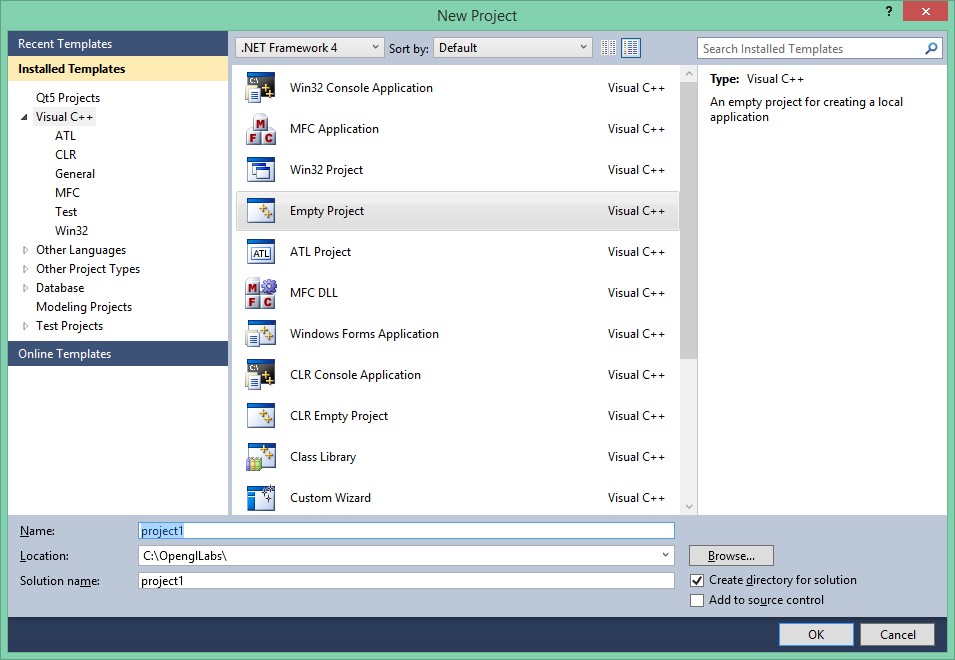 New Project
?
Recent Templates
Installed Templates
Qt5 Projects
Visual C++
ATL
CLR
General
MFC
Test
Win32
Other Languages
Other Project Types
Database
Modeling Projects
Test Projects
Online Templates
.NET Framework 4
Sort by:
Default
Win32 Console Application Visual C++
MFC Application Visual C++
Win32 Project Visual C++
Empty Project Visual C++
ATL Project Visual C++
MFC DLL Visual C++
Windows Forms Application Visual C++
CLR Console Application Visual C++
CLR Empty Project Visual C++
Class Library Visual C++
Custom Wizard Visual C++
Search Installed Templates
Type: Visual C++
An empty project for creating a local
application
Name: project1
Location: C:\OpenglLabs\
Browse...
Solution name: project1
Create directory for solution
Add to source control
OK
Cancel